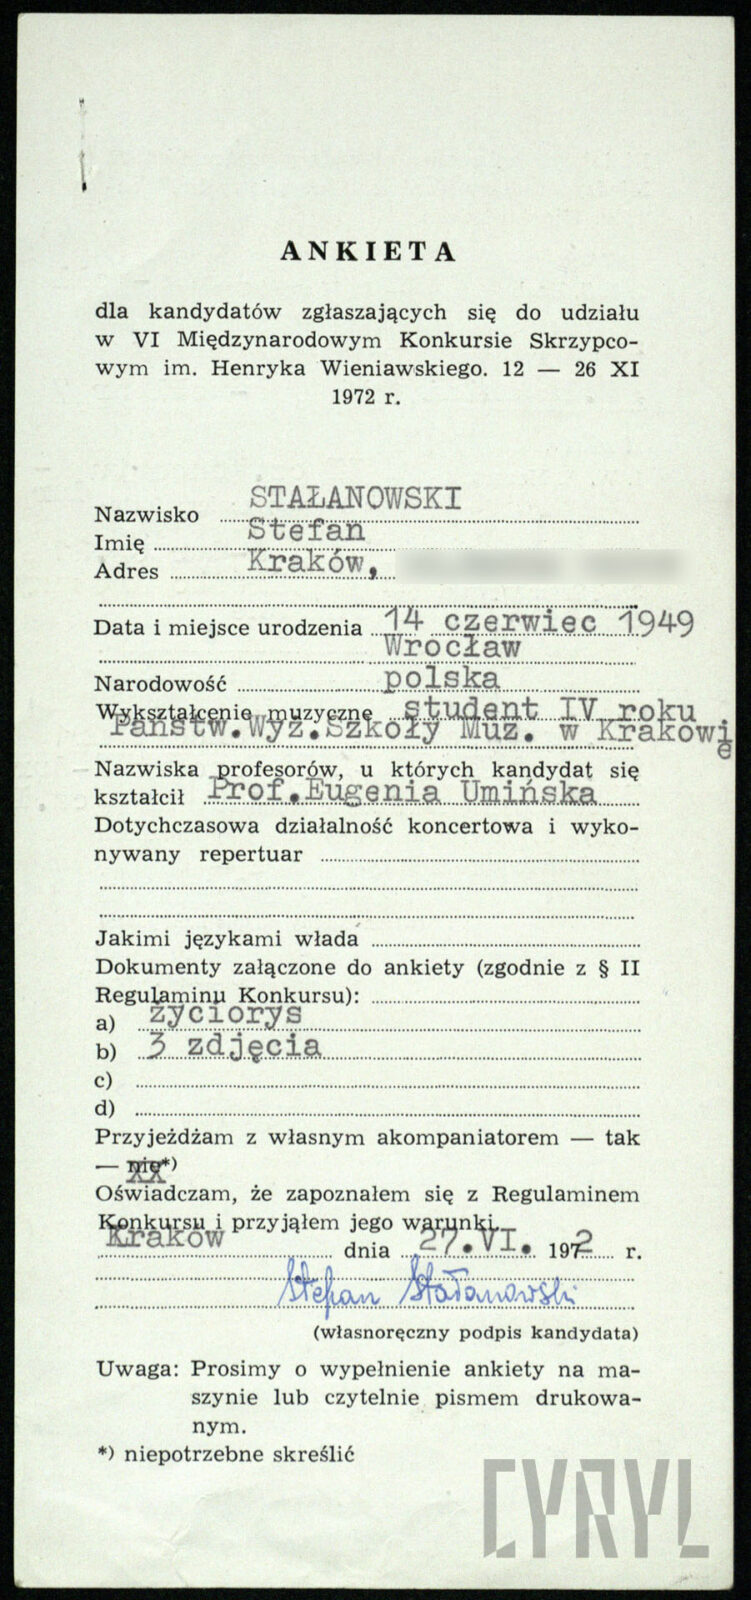 ANKIETA
dla kandydatów zgłaszających się do udziału
w VI Międzynarodowym Konkursie Skrzypco-
wym im. Henryka Wieniawskiego. 12 — 26 XI
1972 r.
Nazwisko STAŁANOWSKI
Imię Stefan
Adres Kraków,
Data i miejsce urodzenia 14 czerwiec 1949
Wrocław
Narodowość polska
Wykształcenie muzyczne student IV roku
Państw.Wyż.Szkoły Muz. w Krakowie
Nazwiska profesorów, u których kandydat się
kształcił Prof.Eugenia Umińska
Dotychczasowa działalność koncertowa i wyko-
nywany repertuar
Jakimi językami włada
Dokumenty załączone do ankiety (zgodnie z § II
Regulaminu Konkursu):
a) życiorys
b) 3 zdjęcia
c)
d)
Przyjeżdżam z własnym akompaniatorem — tak
— nie*)
Oświadczam, że zapoznałem się z Regulaminem
Konkursu i przyjąłem jego warunki.
Kraków dnia 27.VI. 1972 r.
Stefan Stałanowski
(własnoręczny podpis kandydata)
Uwaga: Prosimy o wypełnienie ankiety na ma-
szynie lub czytelnie pismem drukowa-
nym.
*) niepotrzebne skreślić
CYRYL